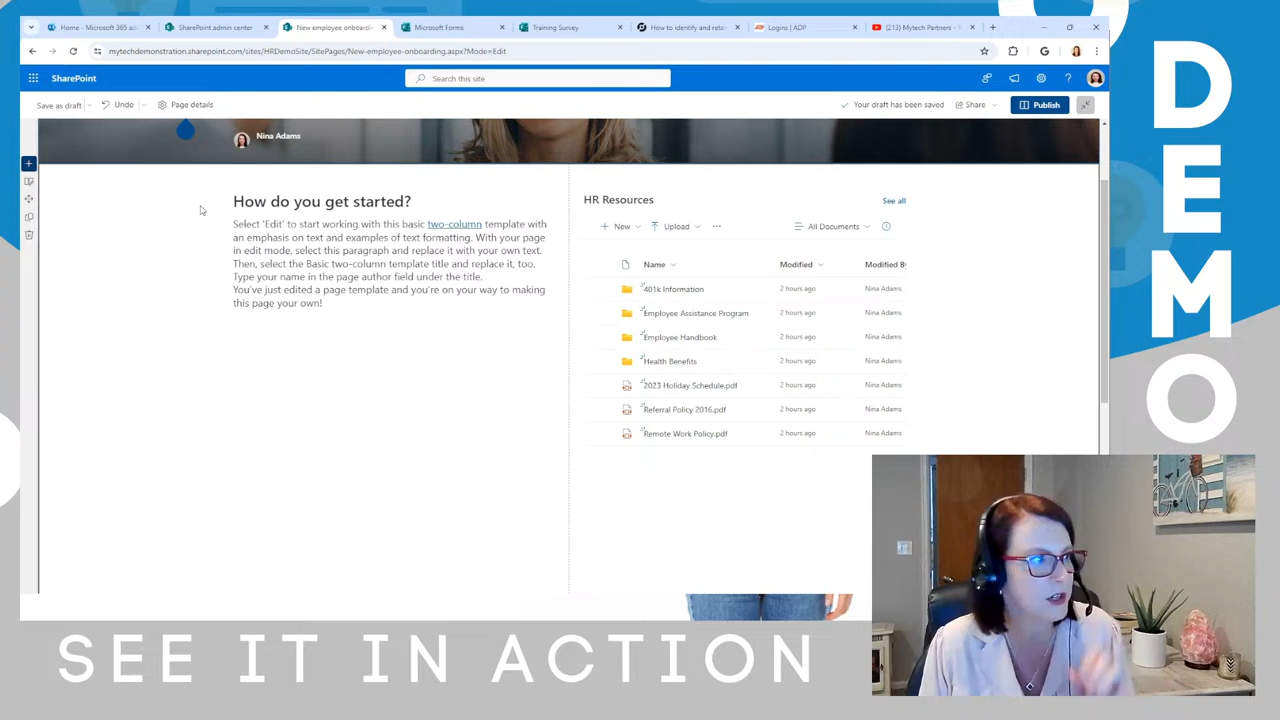 Home - Microsoft 365 ad
SharePoint admin center
New employee onboardin
Microsoft Forms
Training Survey
How to identify and reta
Logins | ADP
(213) Mytech Partners -
mytechdemonstration.sharepoint.com/sites/HRDemoSite/SitePages/New-employee-onboarding.aspx?Mode=Edit
SharePoint
Search this site
Save as draft
Undo
Page details
Your draft has been saved
Share
Publish
Nina Adams
How do you get started?
Select 'Edit' to start working with this basic two-column template with
an emphasis on text and examples of text formatting. With your page
in edit mode, select this paragraph and replace it with your own text.
Then, select the Basic two-column template title and replace it, too.
Type your name in the page author field under the title.
You've just edited a page template and you're on your way to making
this page your own!
HR Resources
See all
New
Upload
All Documents
Name
Modified
Modified By
401k Information
2 hours ago
Nina Adams
Employee Assistance Program
2 hours ago
Nina Adams
Employee Handbook
2 hours ago
Nina Adams
Health Benefits
2 hours ago
Nina Adams
2023 Holiday Schedule.pdf
2 hours ago
Nina Adams
Referral Policy 2016.pdf
2 hours ago
Nina Adams
Remote Work Policy.pdf
2 hours ago
Nina Adams
DEMO
SEE IT IN ACTION